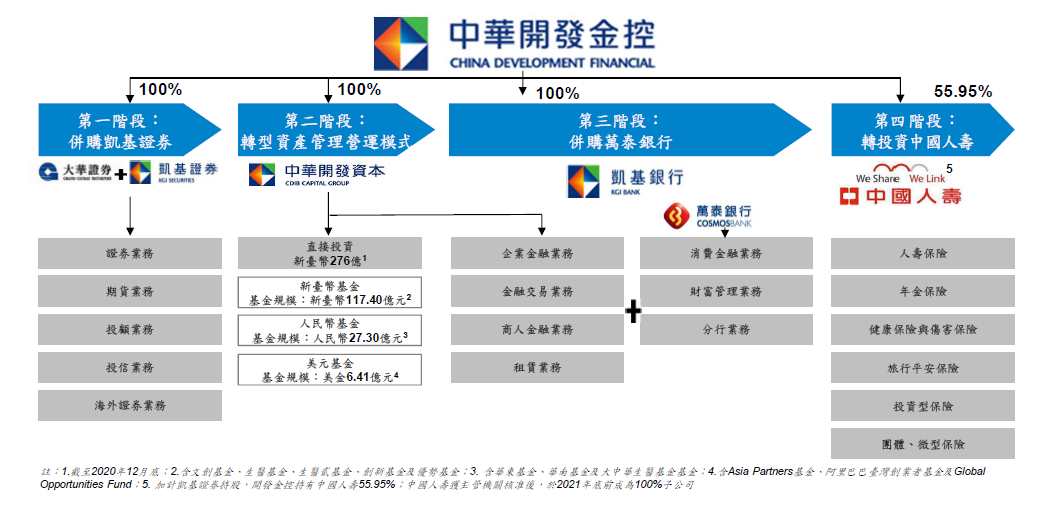 中華開發金控
CHINA DEVELOPMENT FINANCIAL
100%
100%
100%
55.95%
第一階段：
併購凱基證券
第二階段：
轉型資產管理營運模式
第三階段：
併購萬泰銀行
第四階段：
轉投資中國人壽
大華證券
GRAND CATHAY SECURITIES
+
凱基證券
KGI SECURITIES
中華開發資本
CDIB CAPITAL GROUP
凱基銀行
KGI BANK
萬泰銀行
COSMOSBANK
We Share We Link
5
中國人壽
證券業務
期貨業務
投顧業務
投信業務
海外證券業務
直接投資
新臺幣276億1
新臺幣基金
基金規模：新臺幣117.40億元2
人民幣基金
基金規模：人民幣27.30億元3
美元基金
基金規模：美金6.41億元4
企業金融業務
金融交易業務
商人金融業務
租賃業務
+
消費金融業務
財富管理業務
分行業務
人壽保險
年金保險
健康保險與傷害保險
旅行平安保險
投資型保險
團體、微型保險
註：1.截至2020年12月底；2.含文創基金、生醫基金、生醫貳基金、創新基金及優勢基金；3. 含華東基金、華南基金及大中華生醫基金基金；4.含Asia Partners基金、阿里巴巴臺灣創業者基金及Global
Opportunities Fund；5. 加計凱基證券持股，開發金控持有中國人壽55.95%；中國人壽獲主管機關核准後，於2021年底前成為100%子公司